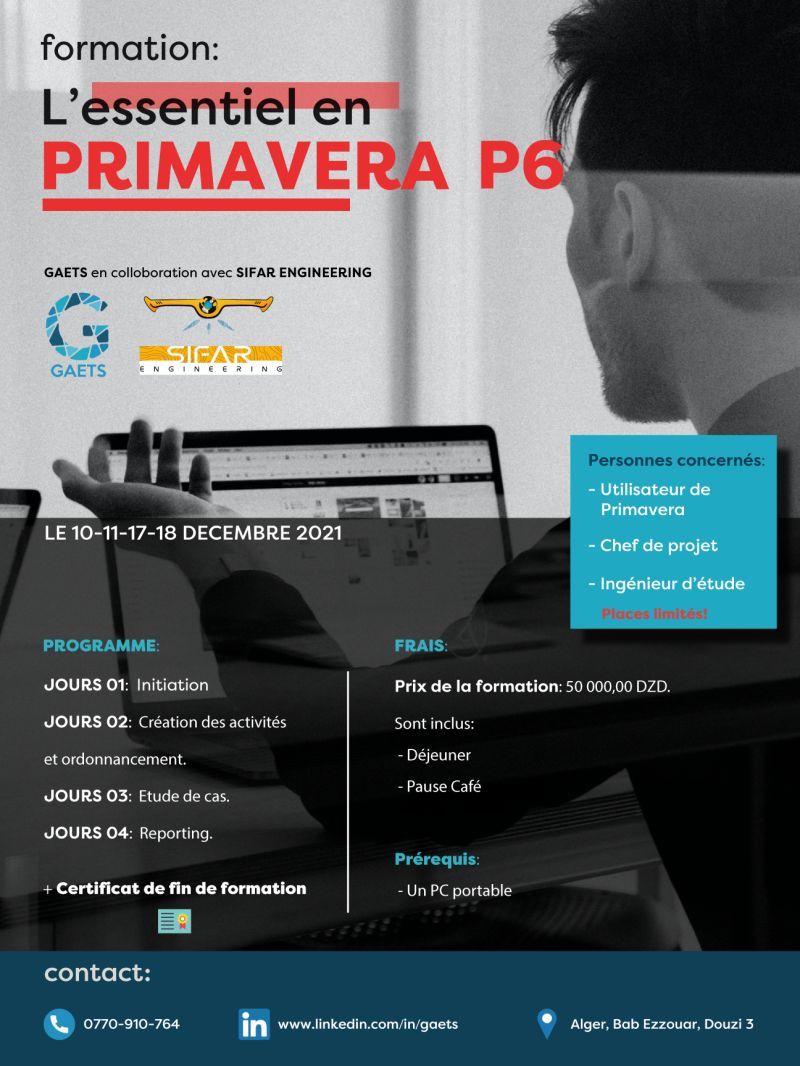 formation:
L'essentiel en
PRIMAVERA P6
GAETS en colloboration avec SIFAR ENGINEERING
GAETS
SIFAR
ENGINEERING
Personnes concernés:
- Utilisateur de
Primavera
- Chef de projet
- Ingénieur d'étude
Places limités!
LE 10-11-17-18 DECEMBRE 2021
PROGRAMME:
JOURS 01: Initiation
JOURS 02: Création des activités
et ordonnancement.
JOURS 03: Etude de cas.
JOURS 04: Reporting.
+ Certificat de fin de formation
FRAIS:
Prix de la formation: 50 000,00 DZD.
Sont inclus:
- Déjeuner
- Pause Café
Prérequis:
- Un PC portable
contact:
0770-910-764
in
www.linkedin.com/in/gaets
Alger, Bab Ezzouar, Douzi 3